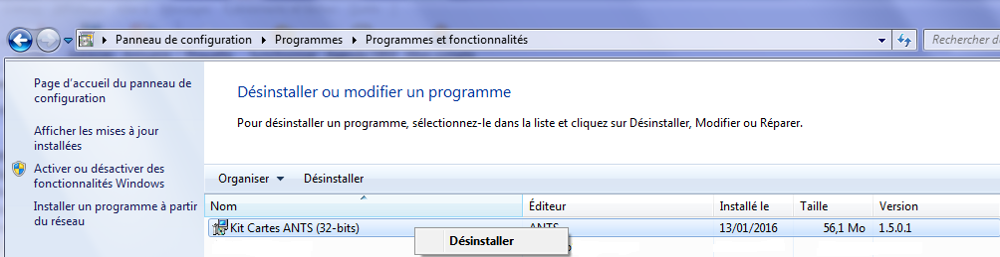 Panneau de configuration Programmes Programmes et fonctionnalités
Rechercher de
Page d'accueil du panneau de
configuration
Afficher les mises à jour
installées
Activer ou désactiver des
fonctionnalités Windows
Installer un programme à partir
du réseau
Désinstaller ou modifier un programme
Pour désinstaller un programme, sélectionnez-le dans la liste et cliquez sur Désinstaller, Modifier ou Réparer.
Organiser Désinstaller
Nom Éditeur Installé le Taille Version
Kit Cartes ANTS (32-bits) ANTS 13/01/2016 56,1 Mo 1.5.0.1
Désinstaller